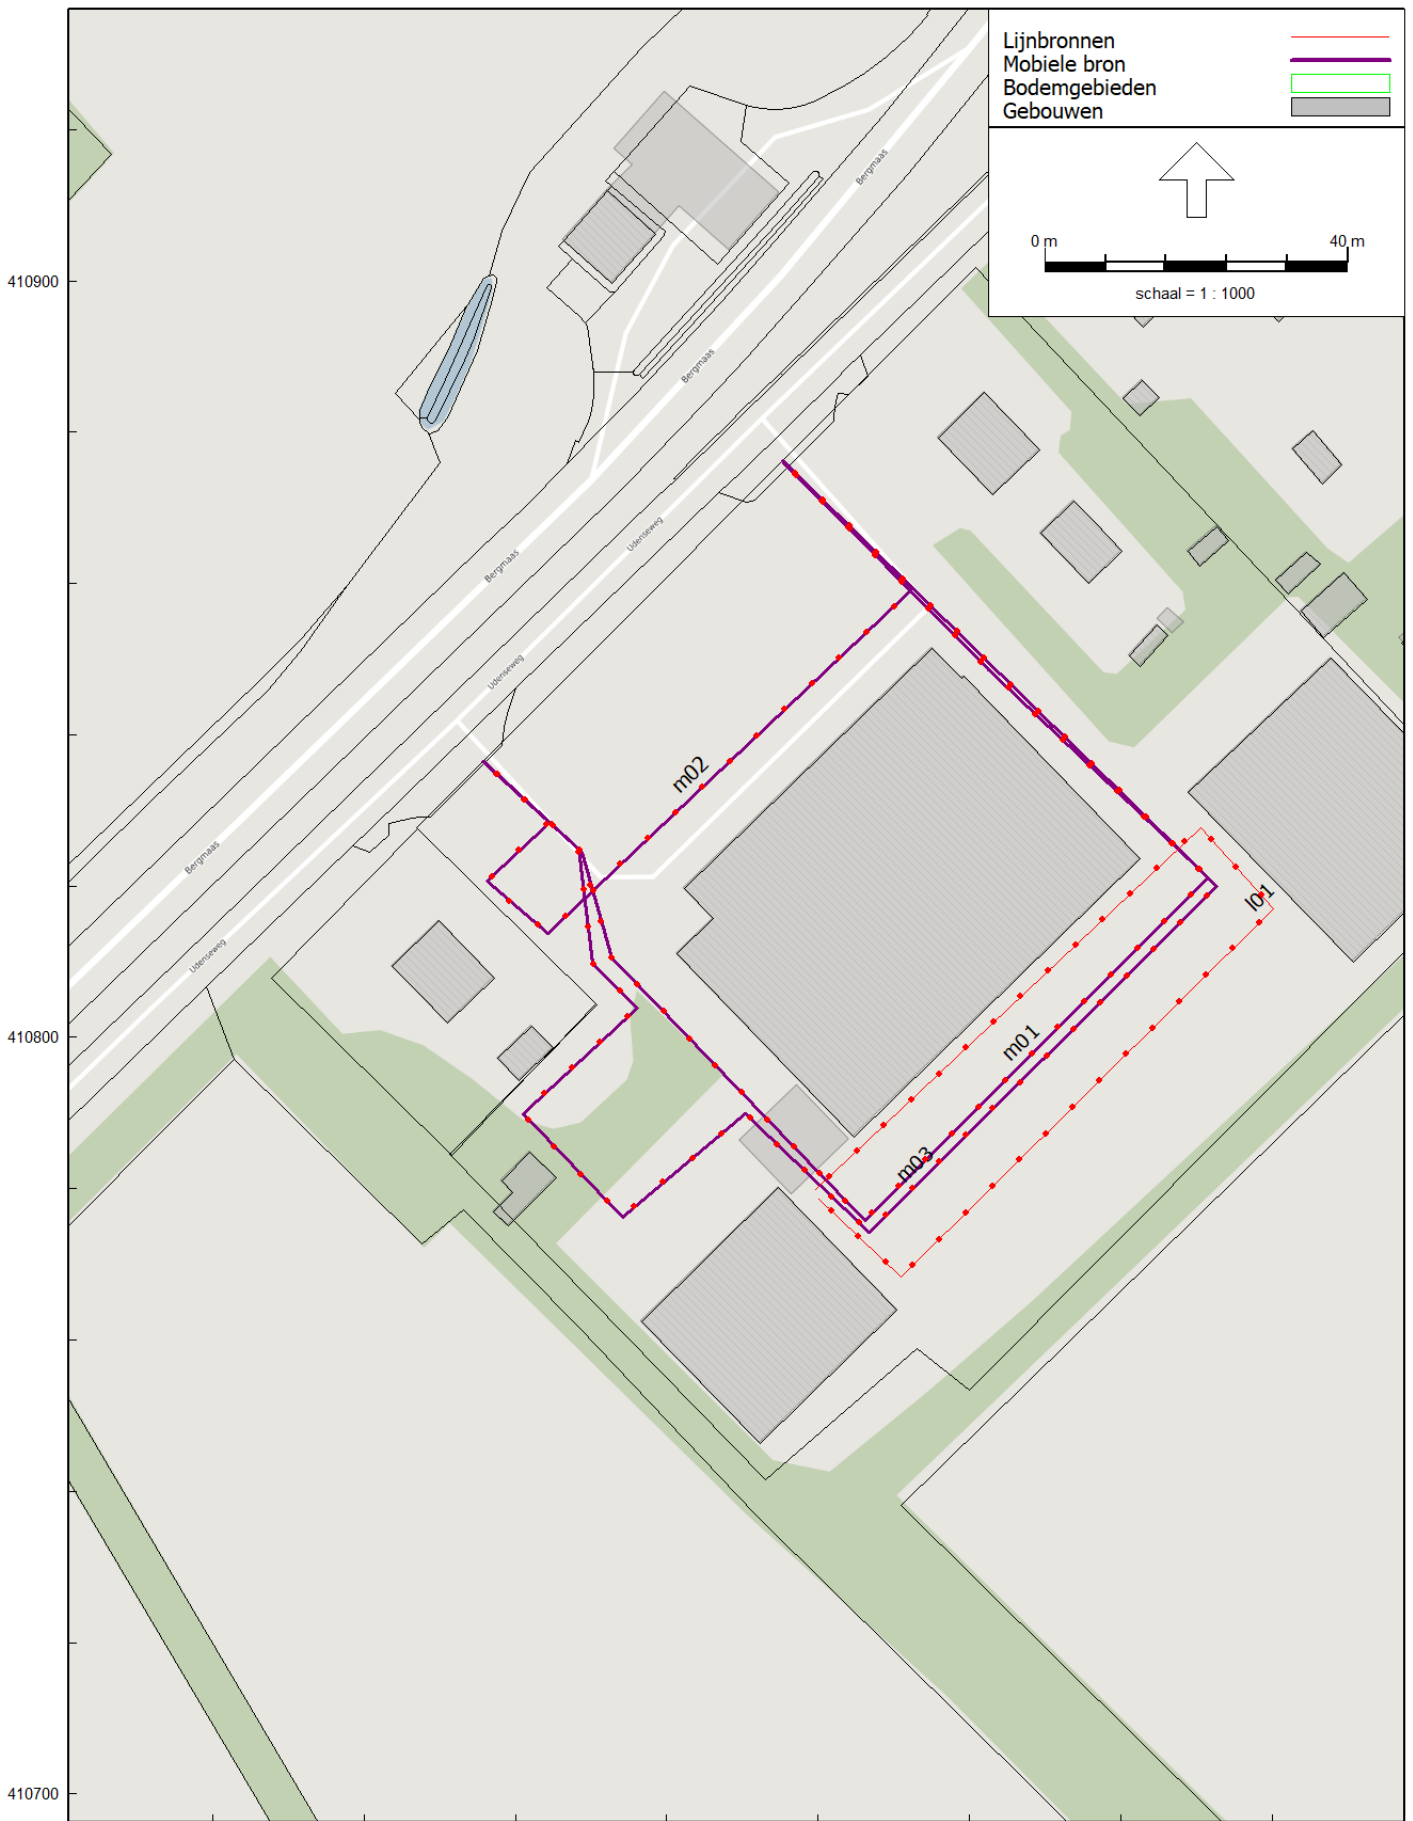 Lijnbronnen
Mobiele bron
Bodemgebieden
Gebouwen
0 m 40 m
schaal = 1 : 1000
Bergmaas
410900
Bergmaas
Udenseweg
Bergmaas
Udenseweg
m02
Bergmaas
l01
Udenseweg
410800
m01
m03
410700